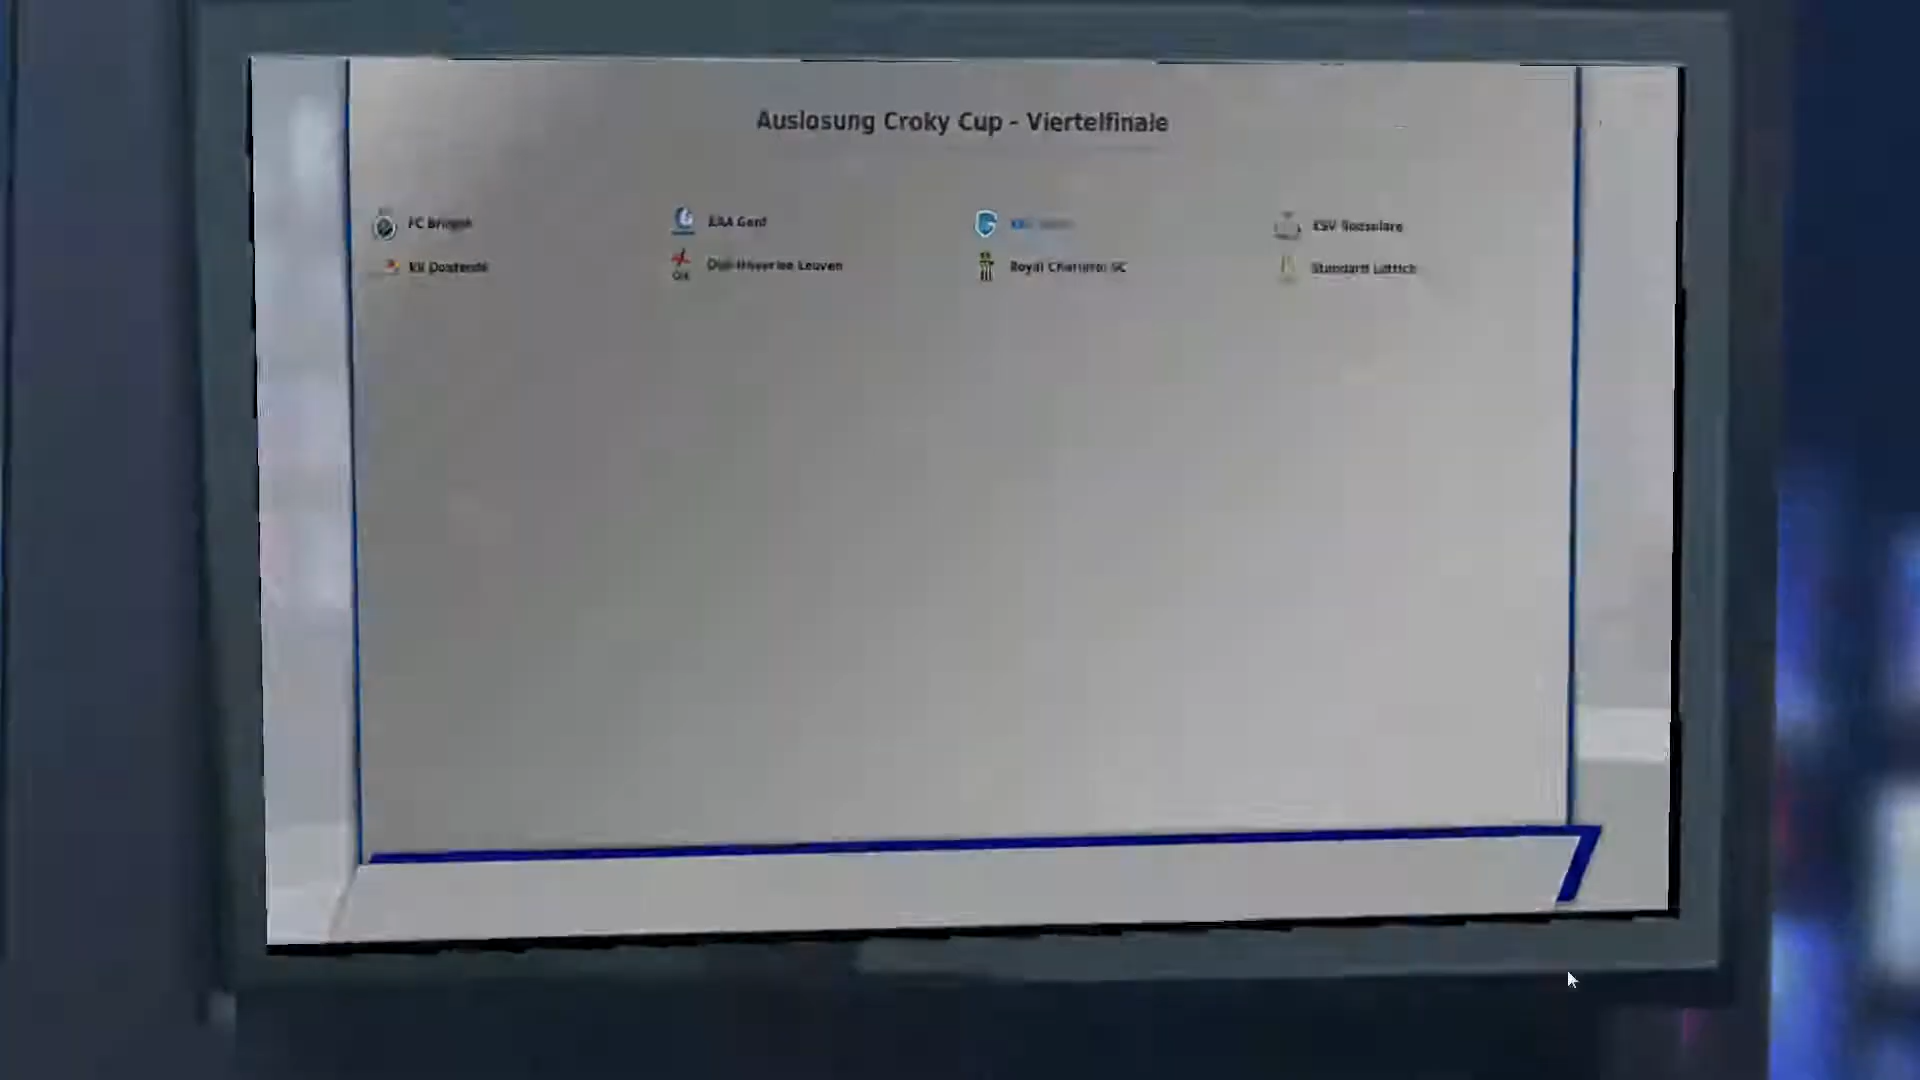 Auslosung Croky Cup - Viertelfinale
FC Brügge
KAA Gent
KSV Roeselare
KV Oostende
Oud-Heverlee Leuven
Royal Charleroi SC
Standard Lüttich